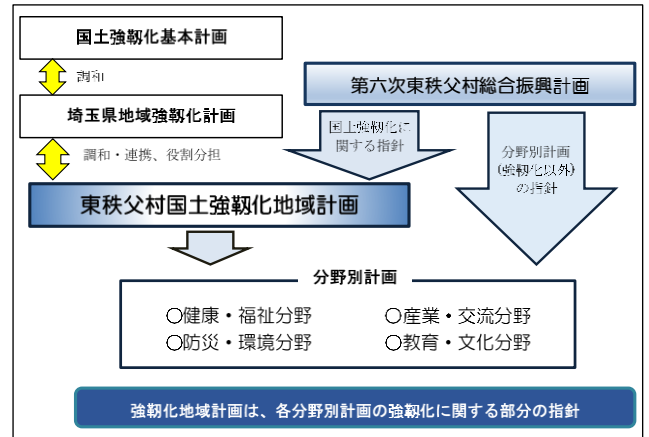 国土強靱化基本計画
調和
埼玉県地域強靱化計画
調和・連携、役割分担
第六次東秩父村総合振興計画
国土強靱化に
関する指針
分野別計画
(強靱化以外)
の指針
東秩父村国土強靱化地域計画
分野別計画
○健康・福祉分野
○産業・交流分野
○防災・環境分野
○教育・文化分野
強靱化地域計画は、各分野別計画の強靱化に関する部分の指針